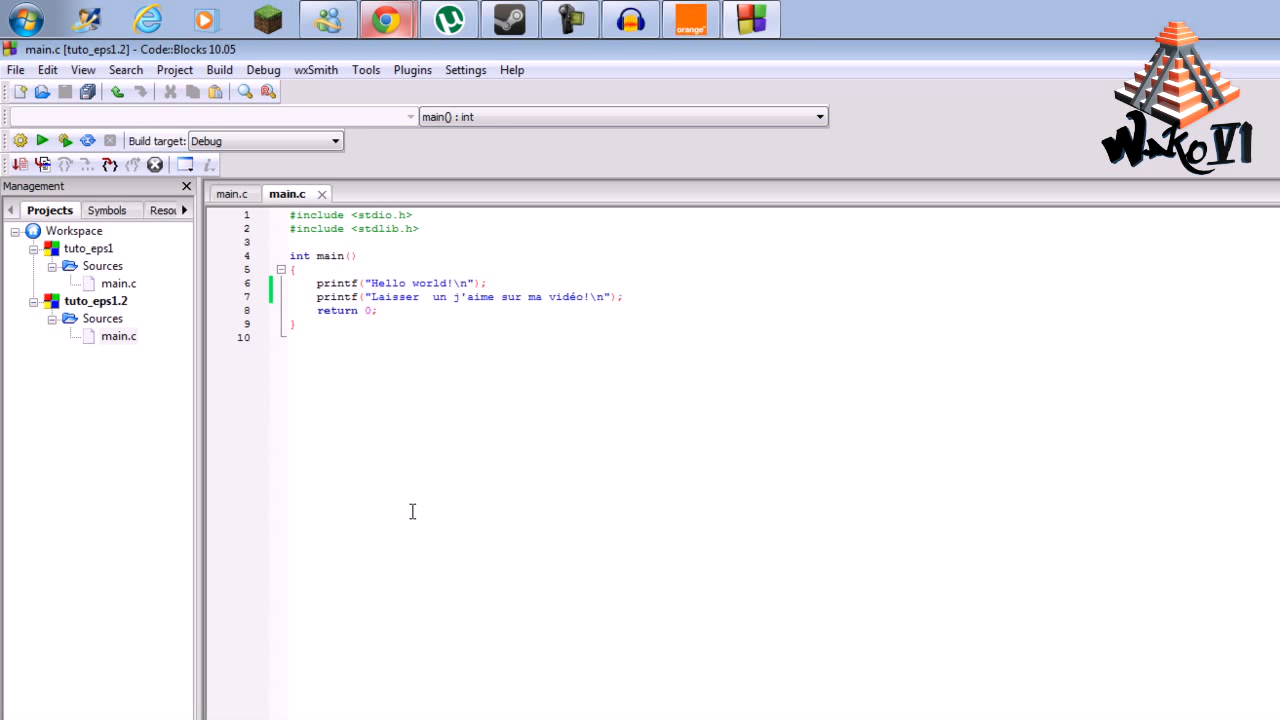 orange
main.c [tuto_eps1.2] - Code::Blocks 10.05
File Edit View Search Project Build Debug wxSmith Tools Plugins Settings Help
main() : int
Build target: Debug
Management
Projects Symbols Resou
Workspace
tuto_eps1
Sources
main.c
tuto_eps1.2
Sources
main.c
main.c main.c
1 #include <stdio.h>
2 #include <stdlib.h>
3
4 int main()
5 {
6 printf("Hello world!\n");
7 printf("Laisser  un j'aime sur ma vidéo!\n");
8 return 0;
9 }
10
WaKo VI